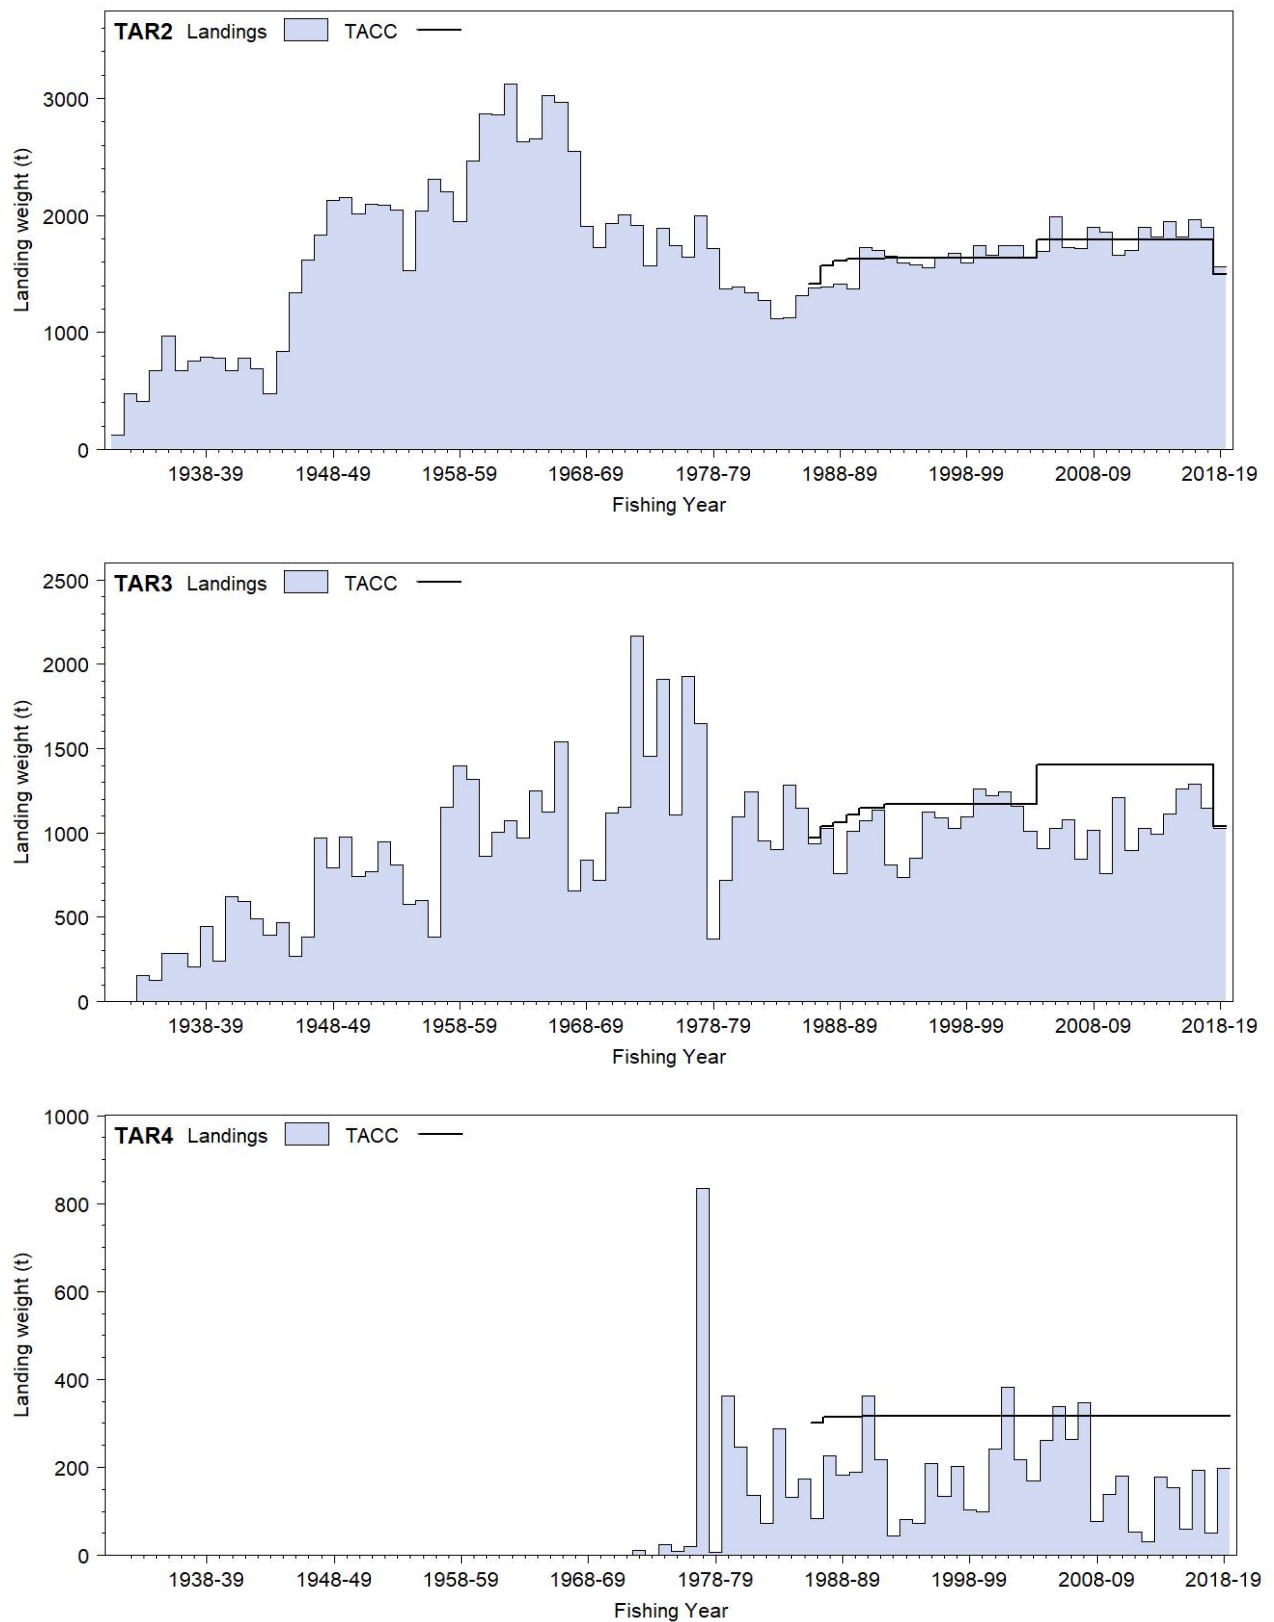 TAR2 Landings TACC
3000
2000
1000
0
Landing weight (t)
1938-39 1948-49 1958-59 1968-69 1978-79 1988-89 1998-99 2008-09 2018-19
Fishing Year
TAR3 Landings TACC
2500
2000
1500
1000
500
0
Landing weight (t)
1938-39 1948-49 1958-59 1968-69 1978-79 1988-89 1998-99 2008-09 2018-19
Fishing Year
TAR4 Landings TACC
1000
800
600
400
200
0
Landing weight (t)
1938-39 1948-49 1958-59 1968-69 1978-79 1988-89 1998-99 2008-09 2018-19
Fishing Year